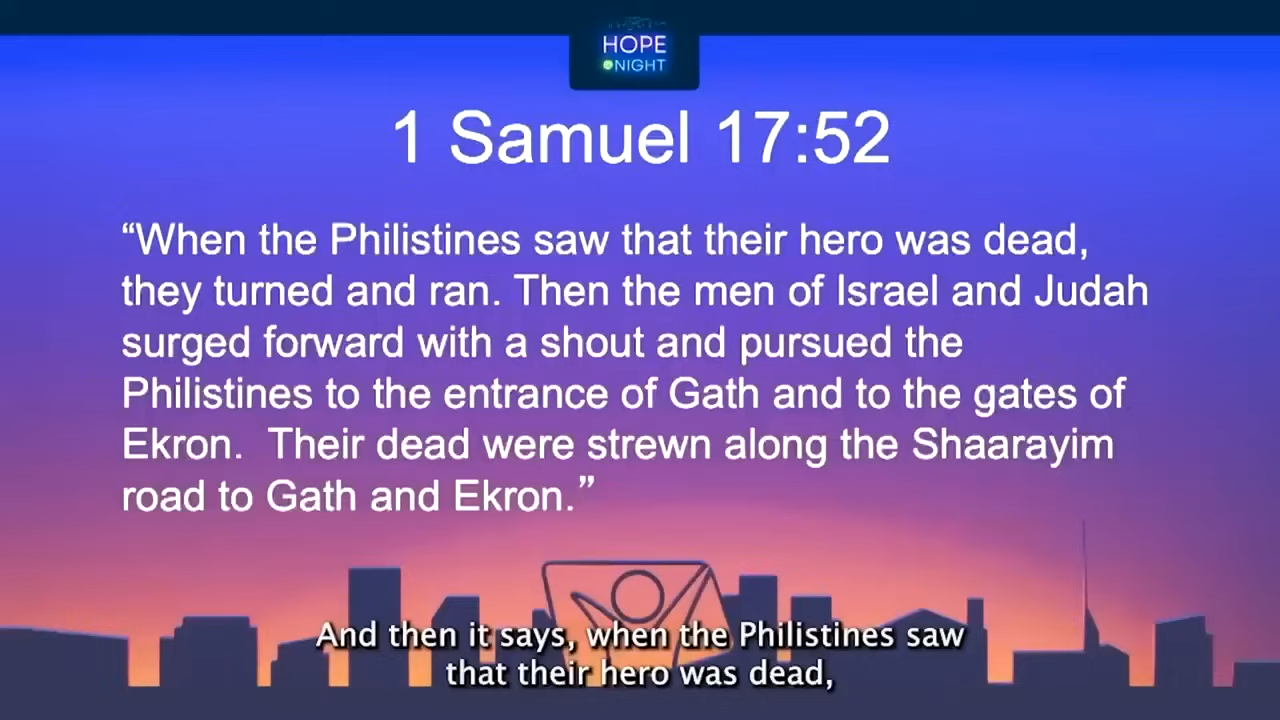 HOPE
NIGHT
1 Samuel 17:52
“When the Philistines saw that their hero was dead,
they turned and ran. Then the men of Israel and Judah
surged forward with a shout and pursued the
Philistines to the entrance of Gath and to the gates of
Ekron.  Their dead were strewn along the Shaarayim
road to Gath and Ekron.”
And then it says, when the Philistines saw
that their hero was dead,